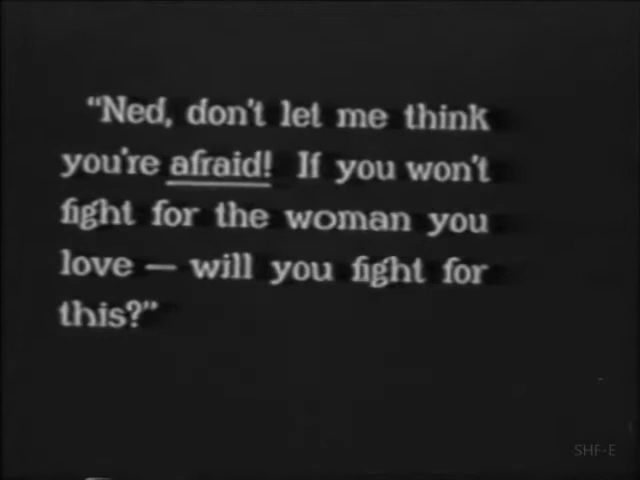 “Ned, don't let me think
you're afraid! If you won't
fight for the woman you
love — will you fight for
this?”
SHF-E